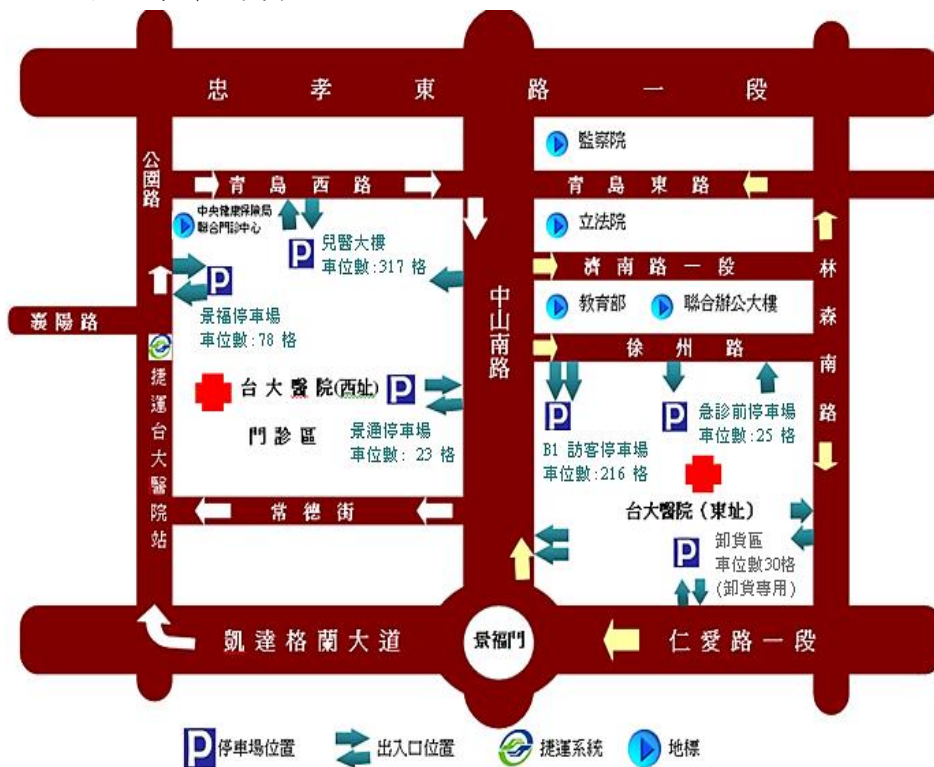 忠孝東路一段
監察院
公園路
青島西路
青島東路
中央健康保險局
聯合門診中心
立法院
兒醫大樓
車位數:317 格
濟南路一段
林森南路
中山南路
教育部
聯合辦公大樓
襄陽路
景福停車場
車位數:78 格
徐州路
捷運台大醫院站
台大醫院(西址)
門診區
景通停車場
車位數: 23 格
急診前停車場
車位數:25 格
B1 訪客停車場
車位數:216 格
常德街
台大醫院(東址)
卸貨區
車位數30格
(卸貨專用)
凱達格蘭大道
景福門
仁愛路一段
停車場位置
出入口位置
捷運系統
地標